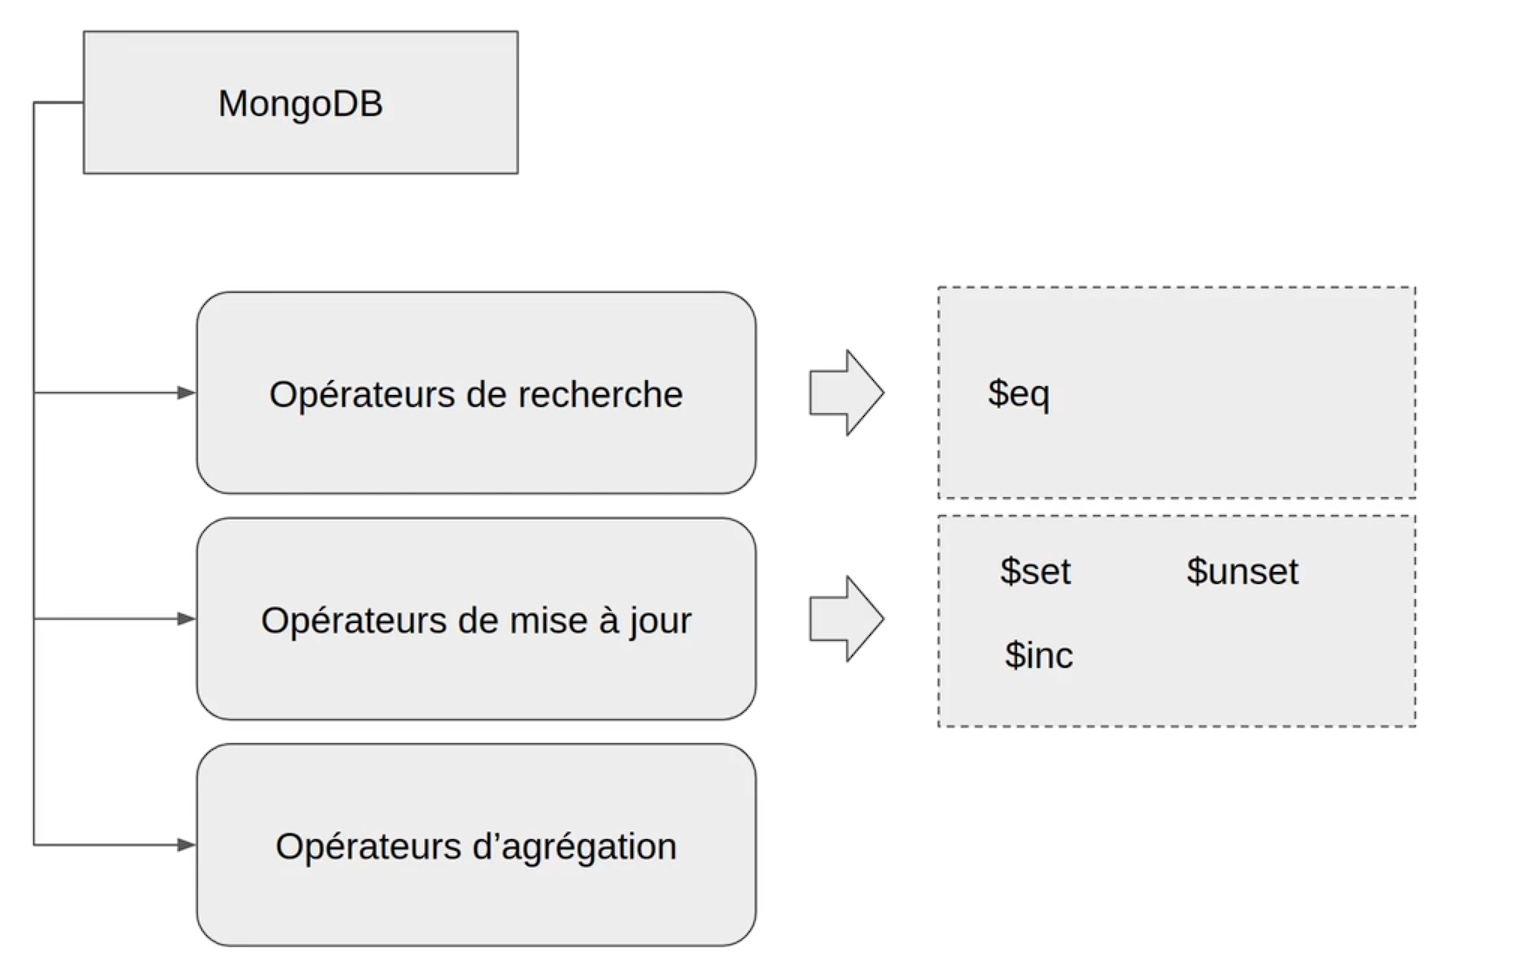 MongoDB
Opérateurs de recherche
$eq
Opérateurs de mise à jour
$set $unset
$inc
Opérateurs d’agrégation